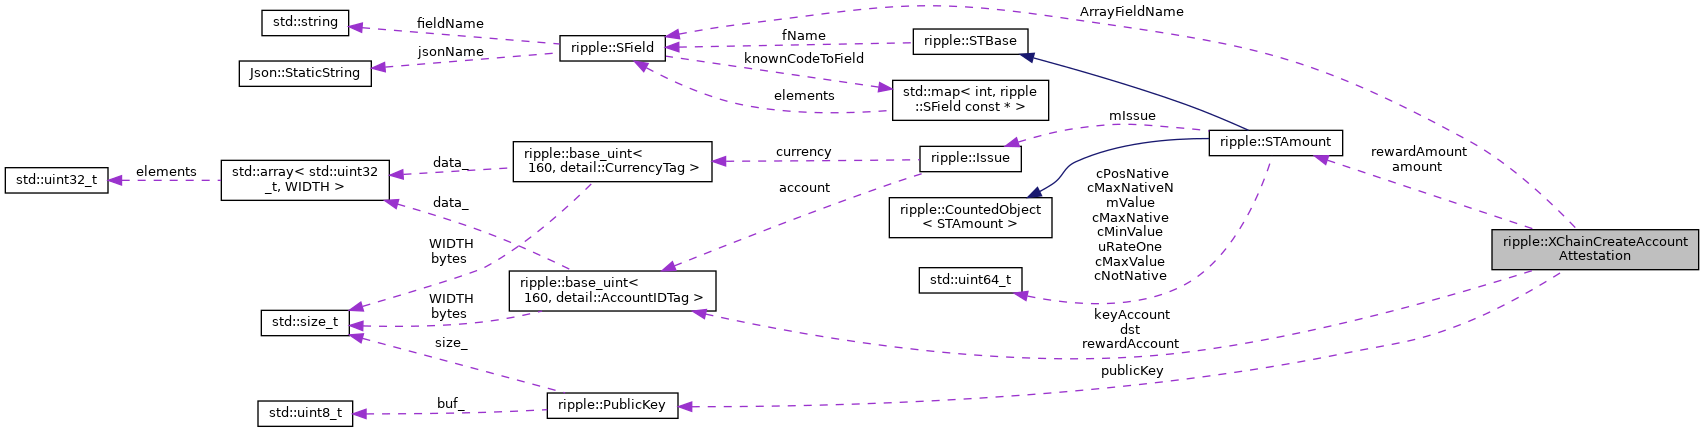 ArrayFieldName
std::string
fieldName
ripple::SField
fName
ripple::STBase
jsonName
Json::StaticString
knownCodeToField
elements
std::map< int, ripple
::SField const * >
mIssue
ripple::STAmount
ripple::base_uint<
160, detail::CurrencyTag >
currency
ripple::Issue
rewardAmount
amount
std::uint32_t
elements
std::array< std::uint32
_t, WIDTH >
data_
account
cPosNative
cMaxNativeN
mValue
cMaxNative
cMinValue
uRateOne
cMaxValue
cNotNative
data_
ripple::CountedObject
< STAmount >
ripple::XChainCreateAccount
Attestation
WIDTH
bytes
ripple::base_uint<
160, detail::AccountIDTag >
std::uint64_t
WIDTH
bytes
std::size_t
keyAccount
dst
rewardAccount
size_
publicKey
std::uint8_t
buf_
ripple::PublicKey